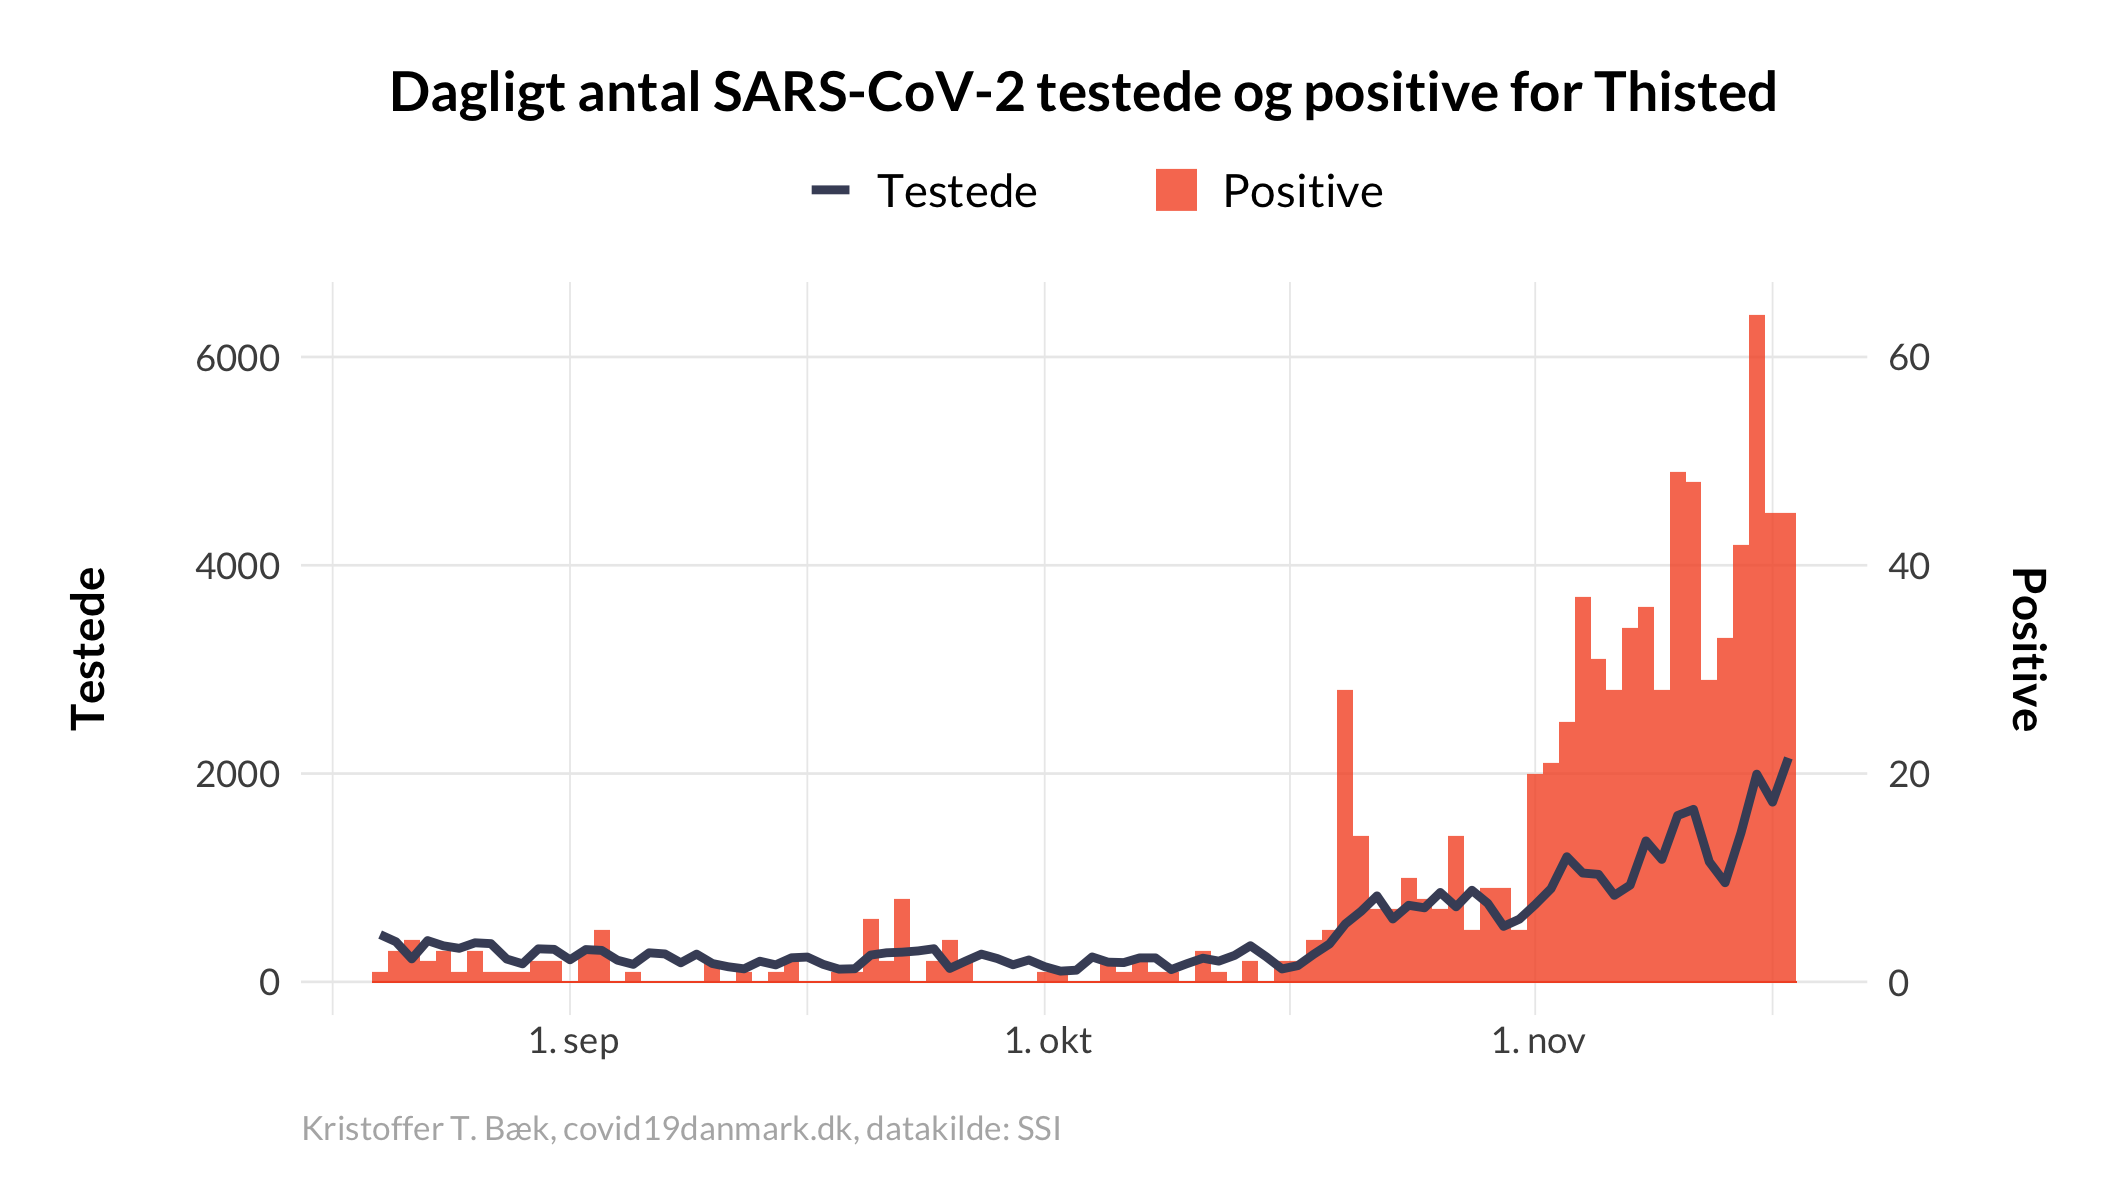 Dagligt antal SARS-CoV-2 testede og positive for Thisted
Testede
Positive
6000
4000
2000
0
60
40
20
0
Testede
Positive
1. sep
1. okt
1. nov
Kristoffer T. Bæk, covid19danmark.dk, datakilde: SSI